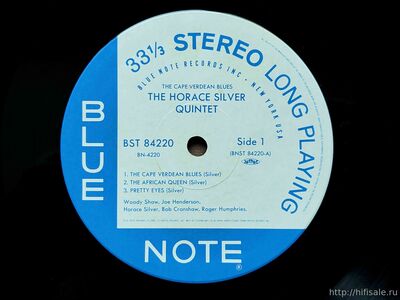 33 1/3 STEREO LONG PLAYING
BLUE NOTE RECORDS INC • NEW YORK USA
THE CAPE-VERDEAN BLUES
THE HORACE SILVER
QUINTET
BST 84220
Side 1
BN-4220
(BNST 84220-A)
1. THE CAPE VERDEAN BLUES (Silver)
2. THE AFRICAN QUEEN (Silver)
3. PRETTY EYES (Silver)
Woody Shaw, Joe Henderson,
Horace Silver, Bob Cranshaw, Roger Humphries.
BLUE
NOTE
®
http://hifisale.ru